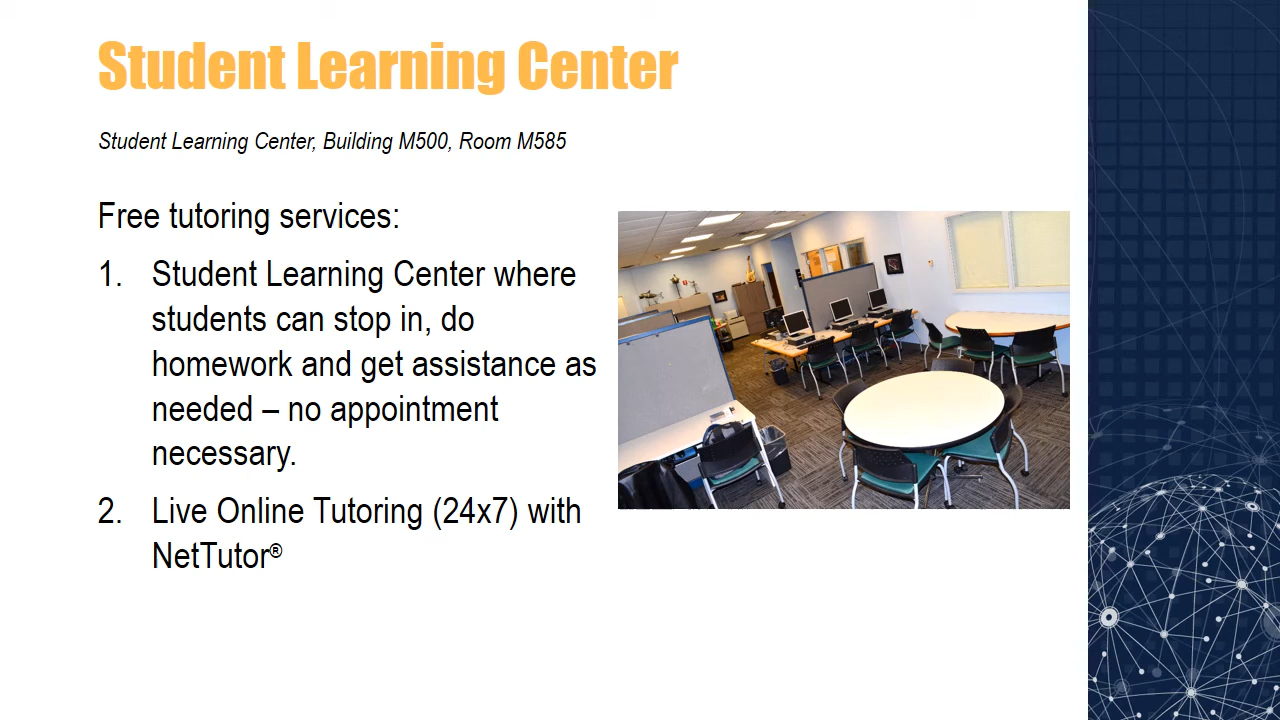 Student Learning Center
Student Learning Center, Building M500, Room M585
Free tutoring services:
1. Student Learning Center where
students can stop in, do
homework and get assistance as
needed – no appointment
necessary.
2. Live Online Tutoring (24x7) with
NetTutor®